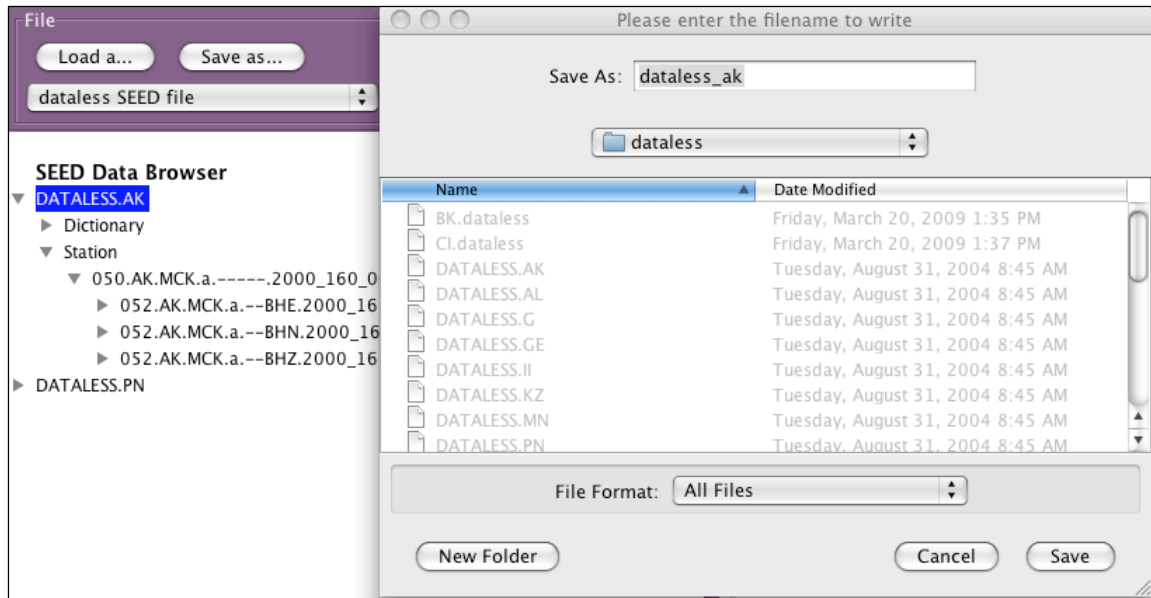 File
Load a...
Save as...
dataless SEED file
SEED Data Browser
DATALESS.AK
Dictionary
Station
050.AK.MCK.a.-----.2000_160_0
052.AK.MCK.a.--BHE.2000_16
052.AK.MCK.a.--BHN.2000_16
052.AK.MCK.a.--BHZ.2000_16
DATALESS.PN
Please enter the filename to write
Save As: dataless_ak
dataless
Name Date Modified
BK.dataless Friday, March 20, 2009 1:35 PM
CI.dataless Friday, March 20, 2009 1:37 PM
DATALESS.AK Tuesday, August 31, 2004 8:45 AM
DATALESS.AL Tuesday, August 31, 2004 8:45 AM
DATALESS.G Tuesday, August 31, 2004 8:45 AM
DATALESS.GE Tuesday, August 31, 2004 8:45 AM
DATALESS.II Tuesday, August 31, 2004 8:45 AM
DATALESS.KZ Tuesday, August 31, 2004 8:45 AM
DATALESS.MN Tuesday, August 31, 2004 8:45 AM
DATALESS.PN Tuesday, August 31, 2004 8:45 AM
File Format: All Files
New Folder
Cancel
Save